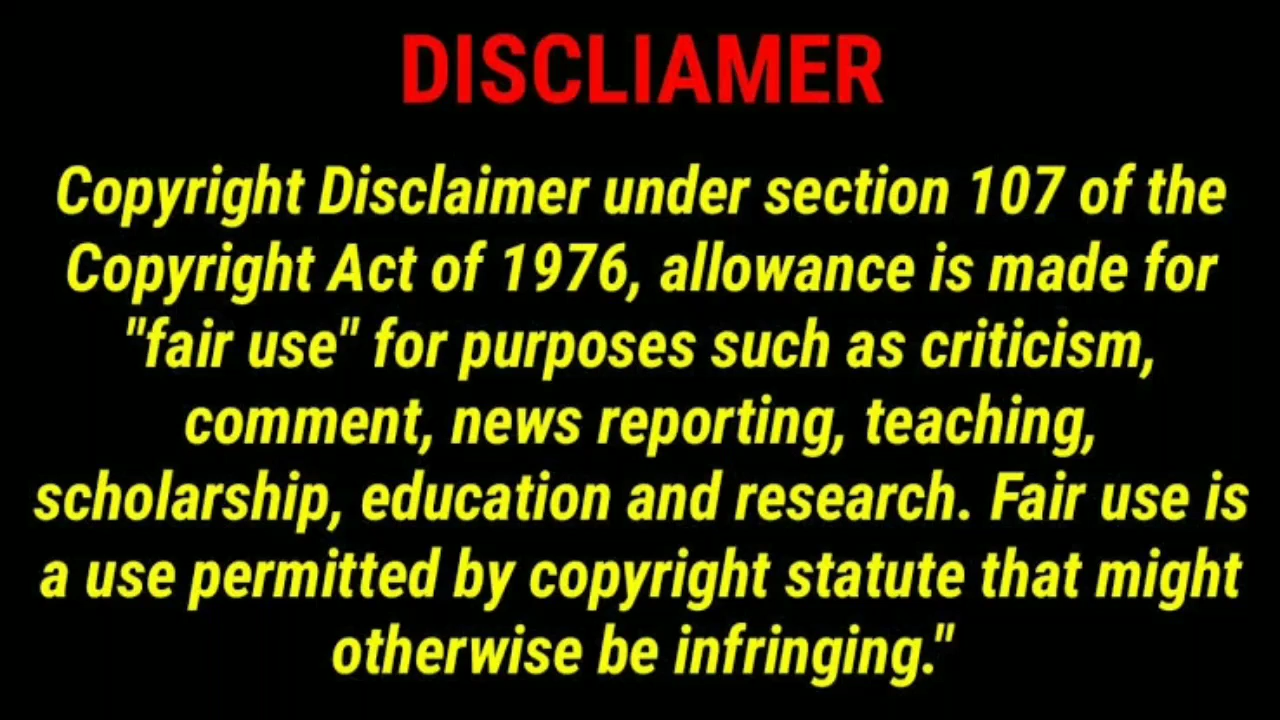 DISCLIAMER
Copyright Disclaimer under section 107 of the
Copyright Act of 1976, allowance is made for
"fair use" for purposes such as criticism,
comment, news reporting, teaching,
scholarship, education and research. Fair use is
a use permitted by copyright statute that might
otherwise be infringing."